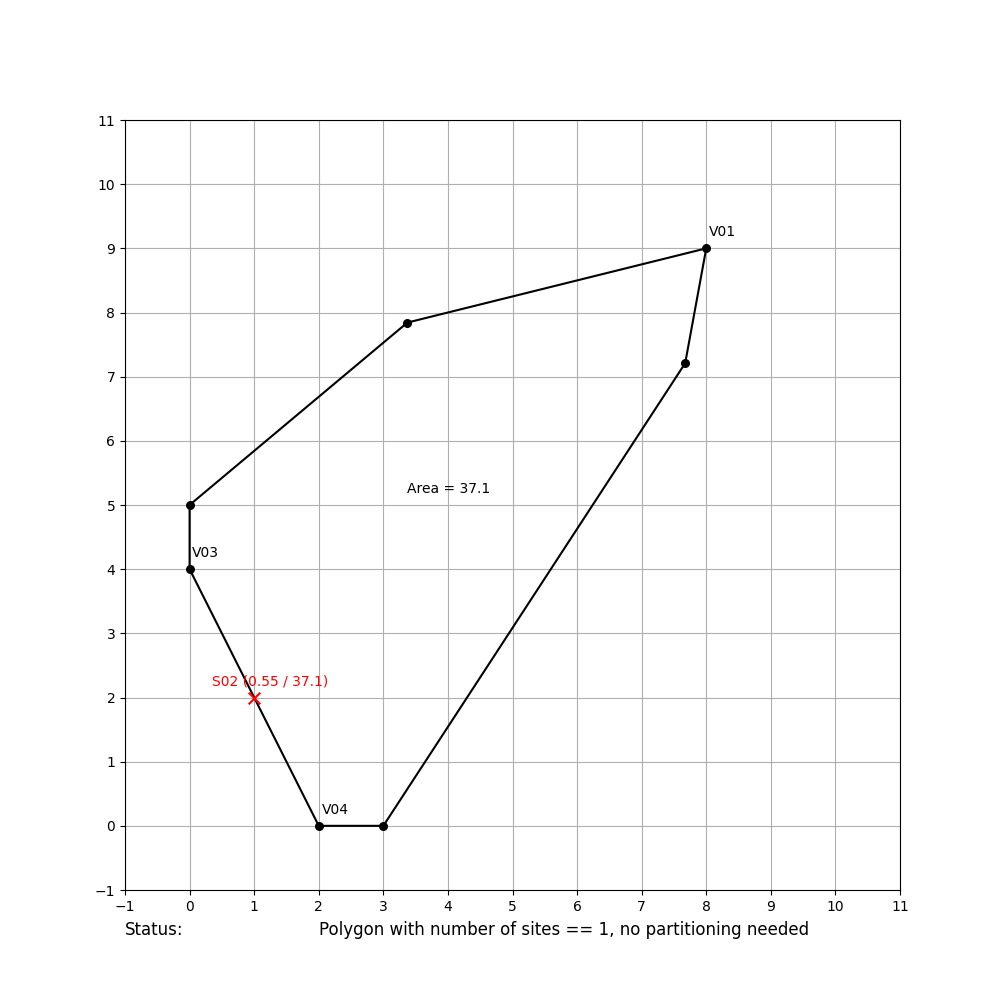 11
10
9
8
7
6
5
4
3
2
1
0
−1
V01
Area = 37.1
V03
S02 (0.55 / 37.1)
V04
−1 0 1 2 3 4 5 6 7 8 9 10 11
Status: Polygon with number of sites == 1, no partitioning needed